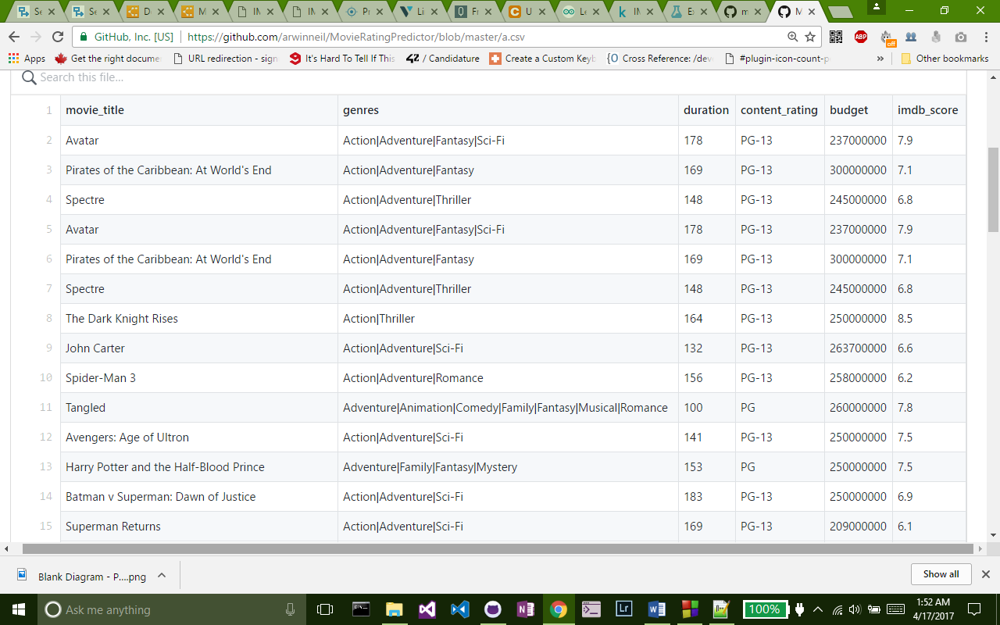 Se
Se
D
M
IM
IM
Pr
Li
Fr
U
Le
IM
Ex
m
M
GitHub, Inc. [US] https://github.com/arwinneil/MovieRatingPredictor/blob/master/a.csv
ABP
off
Apps Get the right docume URL redirection - sign It's Hard To Tell If This 42 / Candidature Create a Custom Keyb {O Cross Reference: /dev #plugin-icon-count-p » Other bookmarks
Search this file...
1 movie_title genres duration content_rating budget imdb_score
2 Avatar Action|Adventure|Fantasy|Sci-Fi 178 PG-13 237000000 7.9
3 Pirates of the Caribbean: At World's End Action|Adventure|Fantasy 169 PG-13 300000000 7.1
4 Spectre Action|Adventure|Thriller 148 PG-13 245000000 6.8
5 Avatar Action|Adventure|Fantasy|Sci-Fi 178 PG-13 237000000 7.9
6 Pirates of the Caribbean: At World's End Action|Adventure|Fantasy 169 PG-13 300000000 7.1
7 Spectre Action|Adventure|Thriller 148 PG-13 245000000 6.8
8 The Dark Knight Rises Action|Thriller 164 PG-13 250000000 8.5
9 John Carter Action|Adventure|Sci-Fi 132 PG-13 263700000 6.6
10 Spider-Man 3 Action|Adventure|Romance 156 PG-13 258000000 6.2
11 Tangled Adventure|Animation|Comedy|Family|Fantasy|Musical|Romance 100 PG 260000000 7.8
12 Avengers: Age of Ultron Action|Adventure|Sci-Fi 141 PG-13 250000000 7.5
13 Harry Potter and the Half-Blood Prince Adventure|Family|Fantasy|Mystery 153 PG 250000000 7.5
14 Batman v Superman: Dawn of Justice Action|Adventure|Sci-Fi 183 PG-13 250000000 6.9
15 Superman Returns Action|Adventure|Sci-Fi 169 PG-13 209000000 6.1
Blank Diagram - P....png Show all
Ask me anything
Lr
100%
1:52 AM
4/17/2017